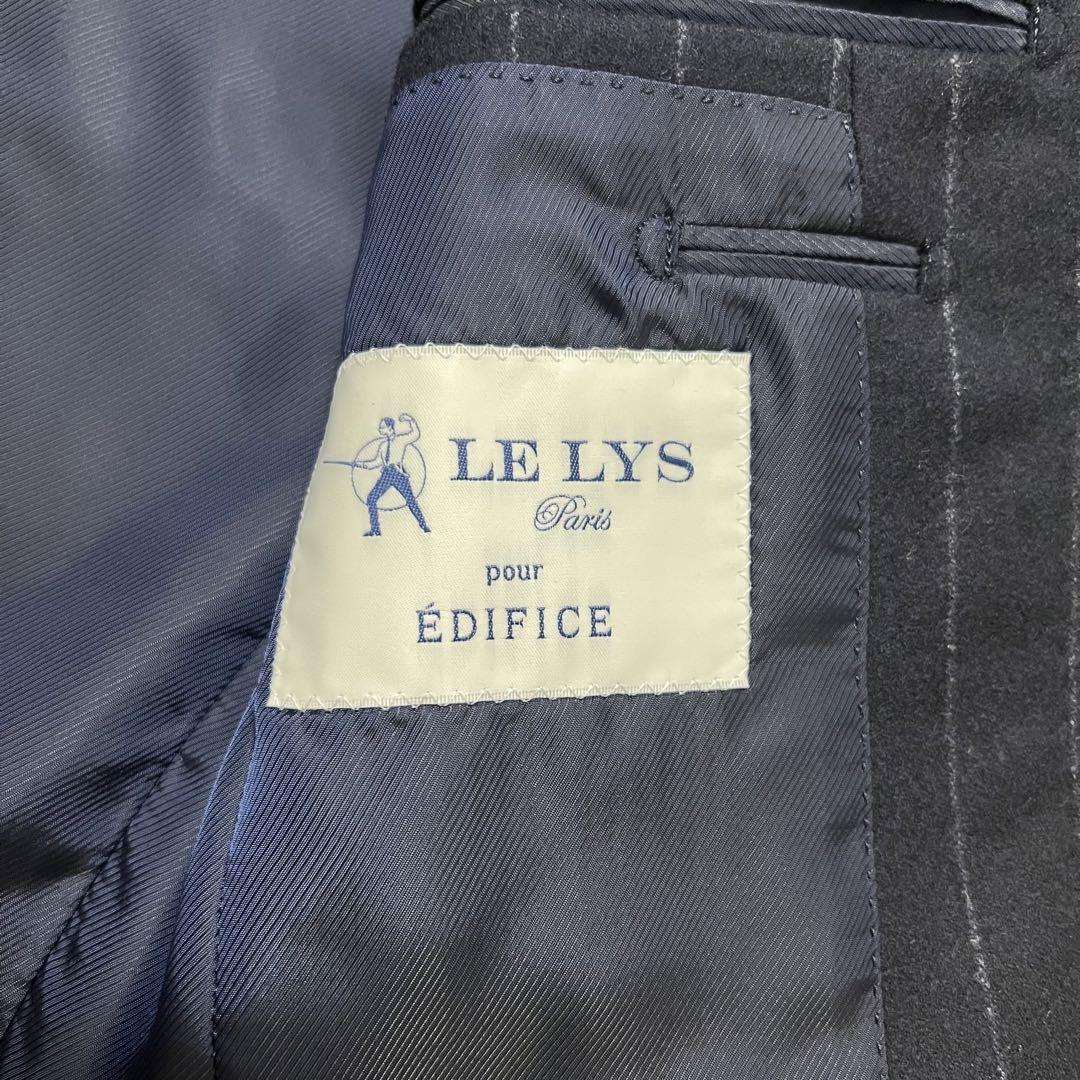 LE LYS
Paris
pour
ÉDIFICE